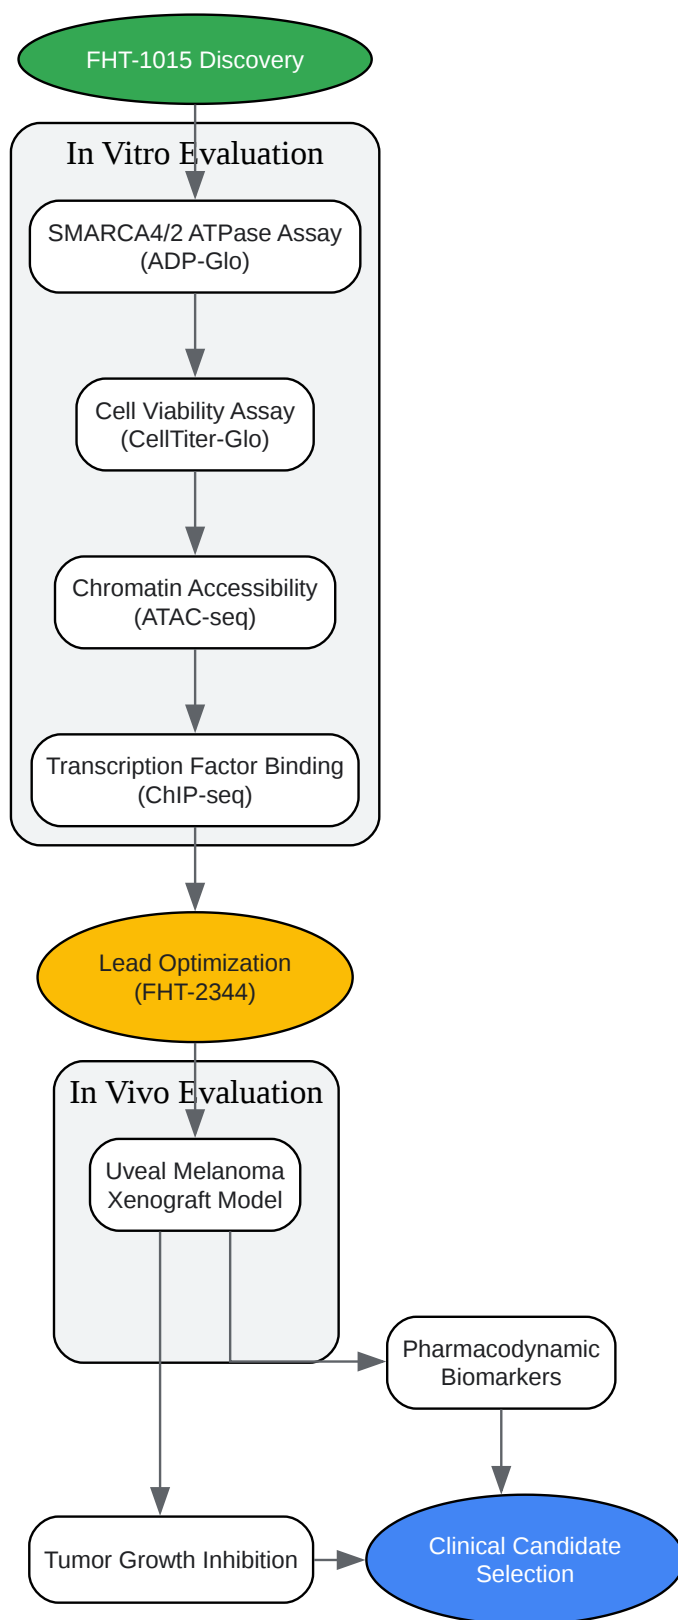 FHT-1015 Discovery
In Vitro Evaluation
SMARCA4/2 ATPase Assay
(ADP-Glo)
Cell Viability Assay
(CellTiter-Glo)
Chromatin Accessibility
(ATAC-seq)
Transcription Factor Binding
(ChIP-seq)
Lead Optimization
(FHT-2344)
In Vivo Evaluation
Uveal Melanoma
Xenograft Model
Pharmacodynamic
Biomarkers
Tumor Growth Inhibition
Clinical Candidate
Selection